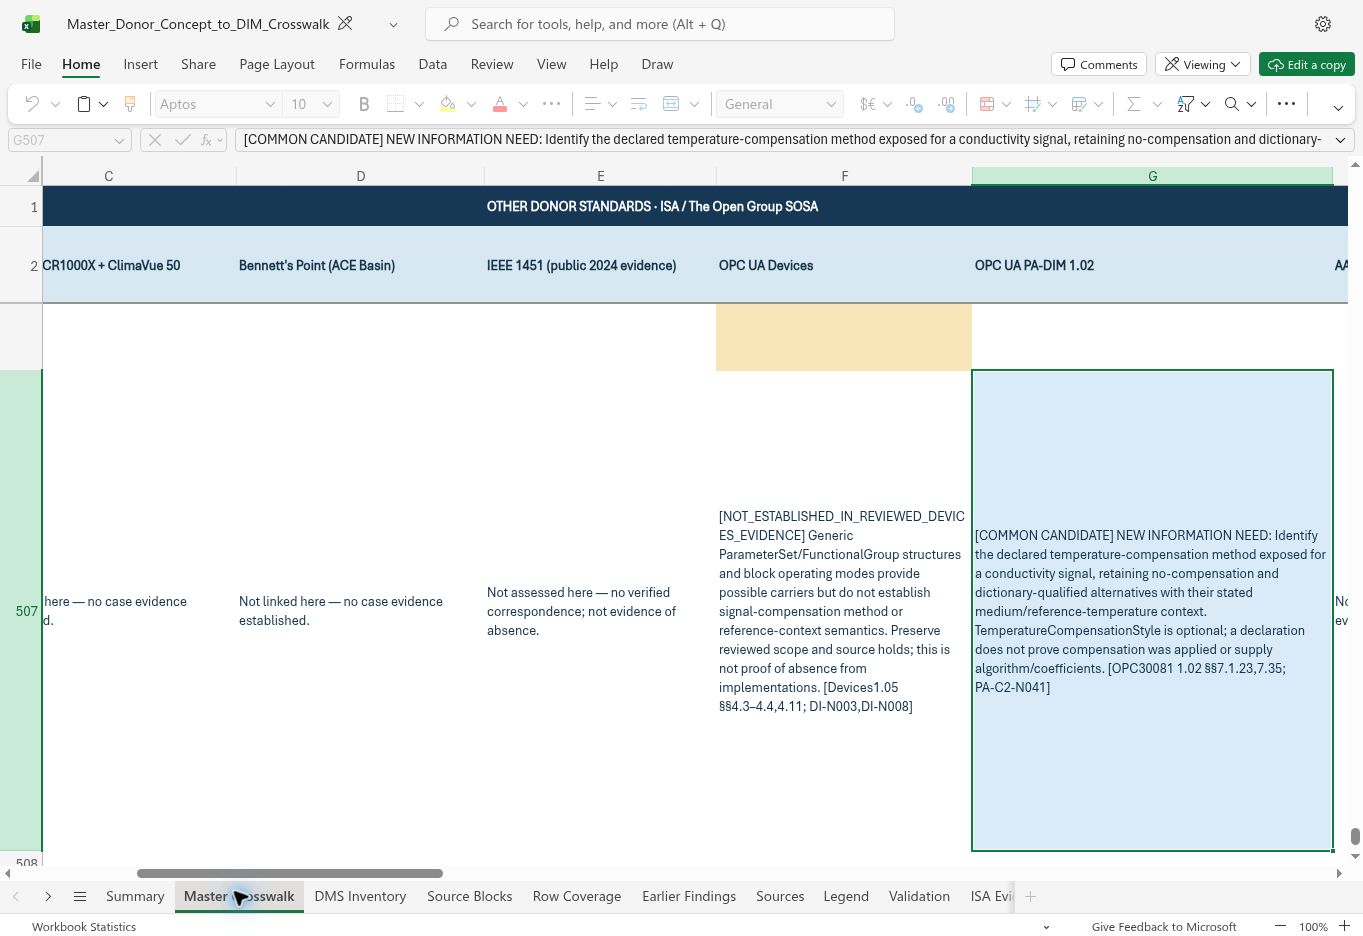 Master_Donor_Concept_to_DIM_Crosswalk
Search for tools, help, and more (Alt + Q)
File Home Insert Share Page Layout Formulas Data Review View Help Draw
Comments Viewing Edit a copy
Aptos 10 B A General $€ .0 .00
G507 fx [COMMON CANDIDATE] NEW INFORMATION NEED: Identify the declared temperature-compensation method exposed for a conductivity signal, retaining no-compensation and dictionary-
C D E F G
1 OTHER DONOR STANDARDS · ISA / The Open Group SOSA
2 CR1000X + ClimaVue 50 Bennett's Point (ACE Basin) IEEE 1451 (public 2024 evidence) OPC UA Devices OPC UA PA-DIM 1.02
507
here — no case evidence
d.
Not linked here — no case evidence
established.
Not assessed here — no verified
correspondence; not evidence of
absence.
[NOT_ESTABLISHED_IN_REVIEWED_DEVIC
ES_EVIDENCE] Generic
ParameterSet/FunctionalGroup structures
and block operating modes provide
possible carriers but do not establish
signal-compensation method or
reference-context semantics. Preserve
reviewed scope and source holds; this is
not proof of absence from
implementations. [Devices1.05
§§4.3–4.4,4.11; DI-N003,DI-N008]
[COMMON CANDIDATE] NEW INFORMATION NEED: Identify
the declared temperature-compensation method exposed for
a conductivity signal, retaining no-compensation and
dictionary-qualified alternatives with their stated
medium/reference-temperature context.
TemperatureCompensationStyle is optional; a declaration
does not prove compensation was applied or supply
algorithm/coefficients. [OPC30081 1.02 §§7.1.23,7.35;
PA-C2-N041]
508
Summary Master Crosswalk DMS Inventory Source Blocks Row Coverage Earlier Findings Sources Legend Validation ISA Evi
Workbook Statistics Give Feedback to Microsoft 100%